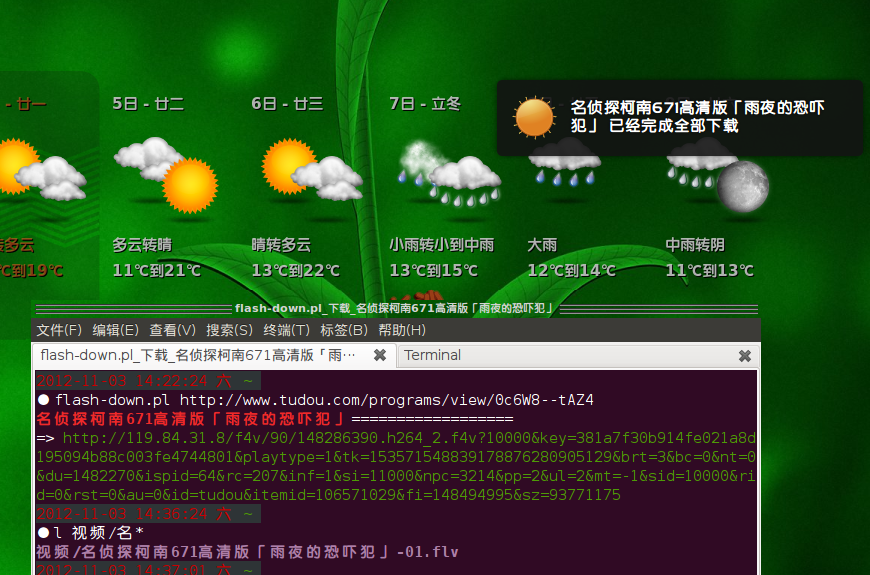 - 廿一
5日 - 廿二
6日 - 廿三
7日 - 立冬
名侦探柯南671高清版「雨夜的恐吓
犯」 已经完成全部下载
转多云
多云转晴
晴转多云
小雨转小到中雨
大雨
中雨转阴
℃到19℃
11℃到21℃
13℃到22℃
13℃到15℃
12℃到14℃
11℃到13℃
flash-down.pl_下载_名侦探柯南671高清版「雨夜的恐吓犯」
文件(F) 编辑(E) 查看(V) 搜索(S) 终端(T) 标签(B) 帮助(H)
flash-down.pl_下载_名侦探柯南671高清版「雨··· ✖ Terminal ✖
2012-11-03 14:22:24 六 ~
●flash-down.pl http://www.tudou.com/programs/view/0c6W8--tAZ4
名侦探柯南671高清版「雨夜的恐吓犯」==================
=> http://119.84.31.8/f4v/90/148286390.h264_2.f4v?10000&key=381a7f30b914fe021a8d
195094b88c003fe4744801&playtype=1&tk=153571548839178876280905129&brt=3&bc=0&nt=0
&du=1482270&ispid=64&rc=207&inf=1&si=11000&npc=3214&pp=2&ul=2&mt=-1&sid=10000&ri
d=0&rst=0&au=0&id=tudou&itemid=106571029&fi=148494995&sz=93771175
2012-11-03 14:36:24 六 ~
●l 视频/名*
视频/名侦探柯南671高清版「雨夜的恐吓犯」-01.flv
2012-11-03 14:37:01 六 ~